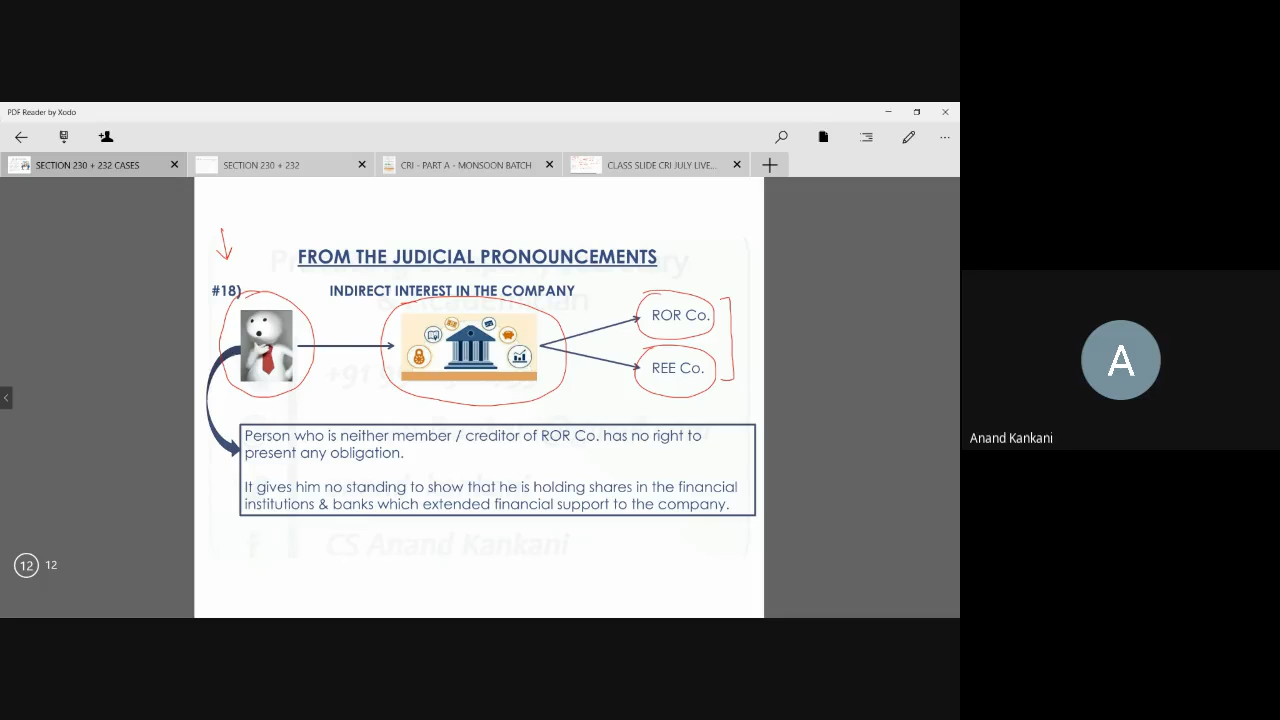 PDF Reader by Xodo
SECTION 230 + 232 CASES
SECTION 230 + 232
CRI - PART A - MONSOON BATCH
CLASS SLIDE CRI JULY LIVE...
FROM THE JUDICIAL PRONOUNCEMENTS
#18) INDIRECT INTEREST IN THE COMPANY
ROR Co.
REE Co.
Person who is neither member / creditor of ROR Co. has no right to
present any obligation.
It gives him no standing to show that he is holding shares in the financial
institutions & banks which extended financial support to the company.
CS Anand Kankani
12 12
A
Anand Kankani